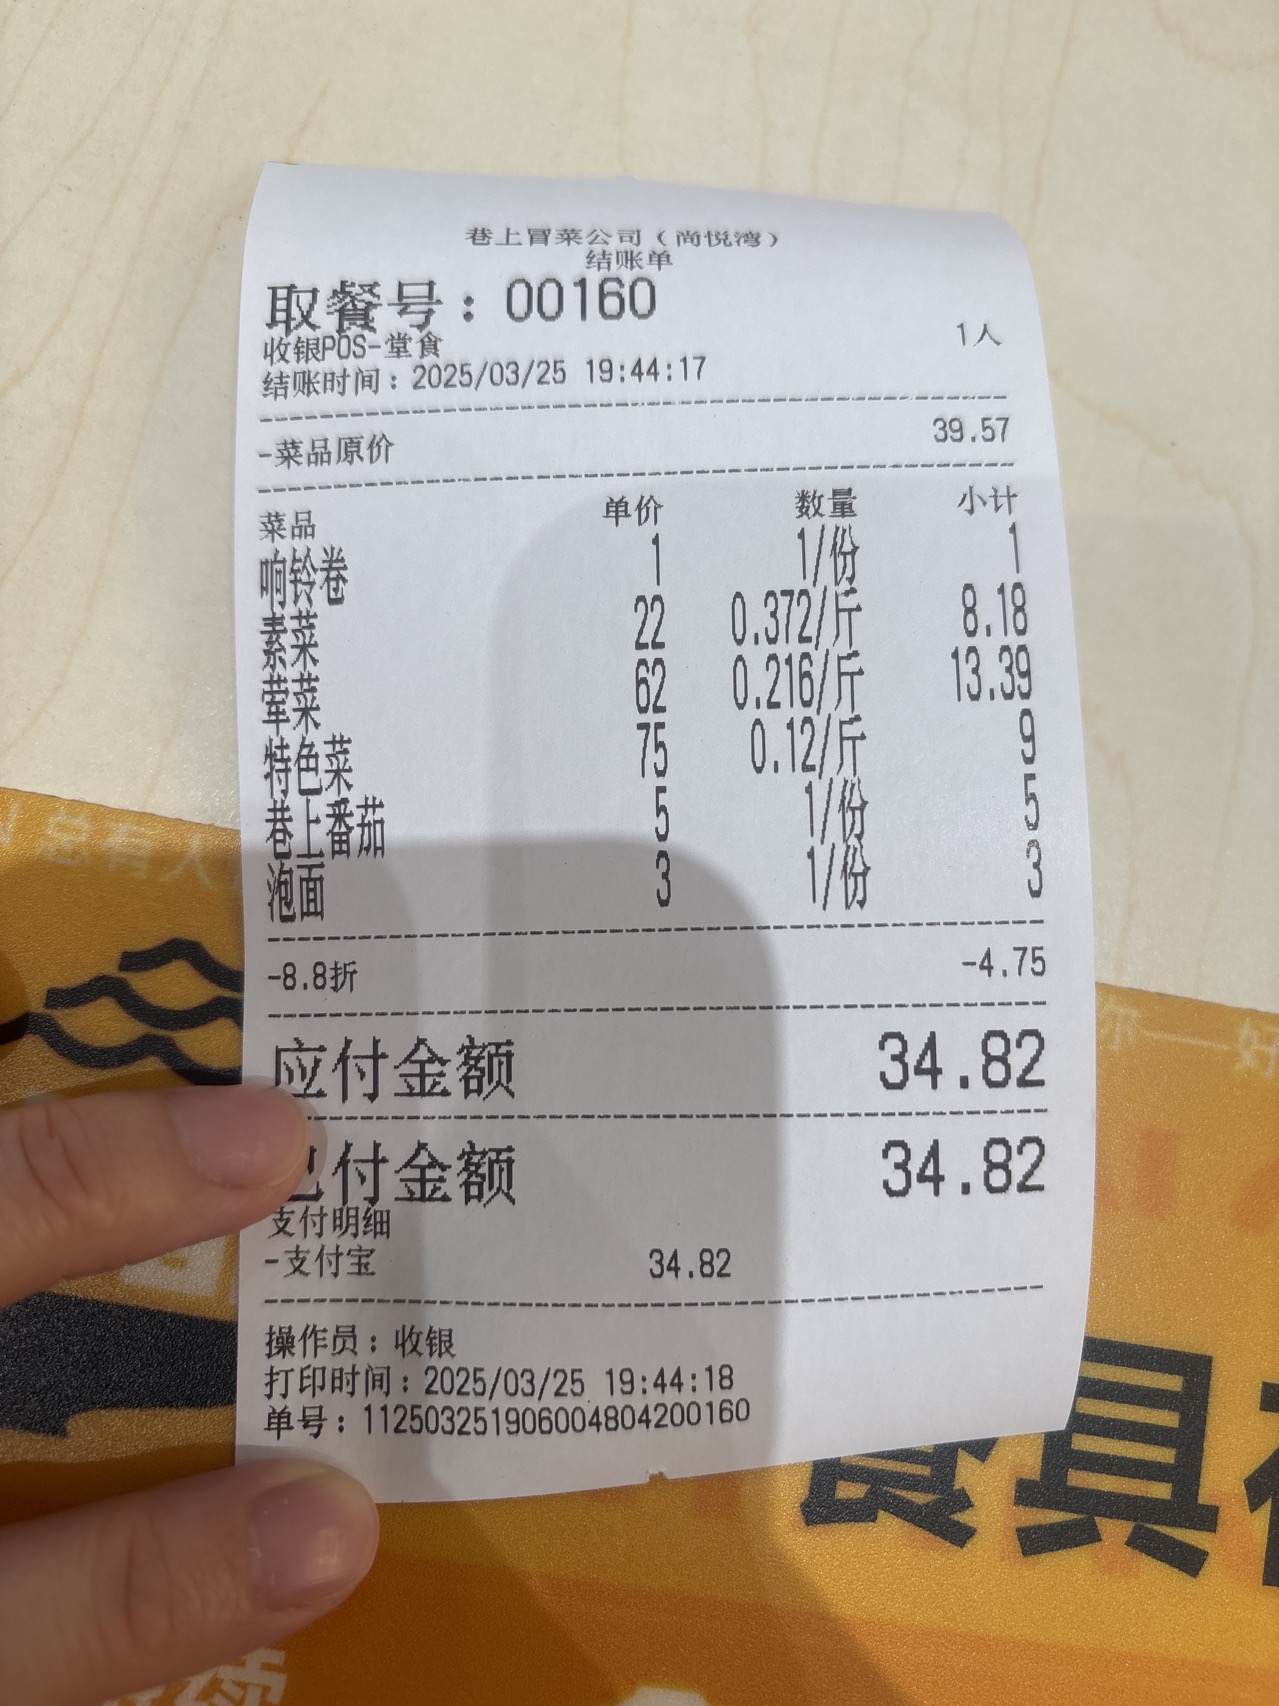 巷上冒菜公司（尚悦湾）
结账单
取餐号：00160
收银POS-堂食 1人
结账时间：2025/03/25 19:44:17
-菜品原价 39.57
菜品 单价 数量 小计
响铃卷 1 1/份 1
素菜 22 0.372/斤 8.18
荤菜 62 0.216/斤 13.39
特色菜 75 0.12/斤 9
巷上番茄 5 1/份 5
泡面 3 1/份 3
-8.8折 -4.75
应付金额 34.82
已付金额 34.82
支付明细
-支付宝 34.82
操作员：收银
打印时间：2025/03/25 19:44:18
单号：112503251906004804200160
总有人
你一好
具